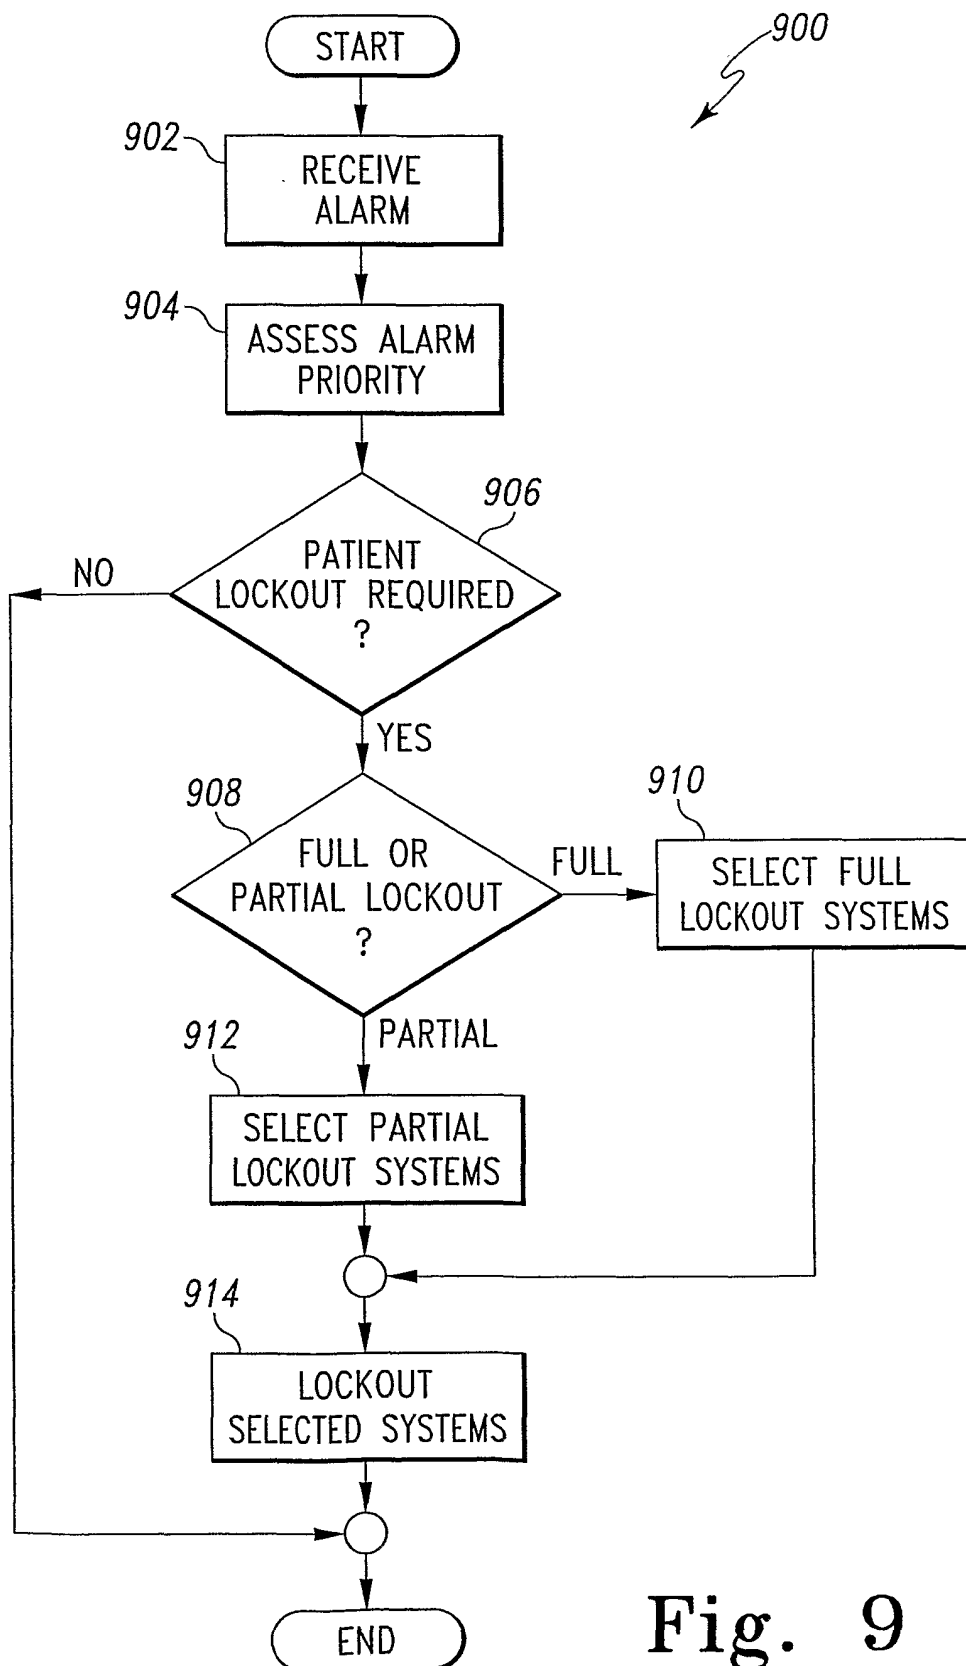 START
900
902
RECEIVE
ALARM
904
ASSESS ALARM
PRIORITY
906
PATIENT
LOCKOUT REQUIRED
?
NO
YES
908
FULL OR
PARTIAL LOCKOUT
?
FULL
910
SELECT FULL
LOCKOUT SYSTEMS
PARTIAL
912
SELECT PARTIAL
LOCKOUT SYSTEMS
914
LOCKOUT
SELECTED SYSTEMS
END
Fig. 9